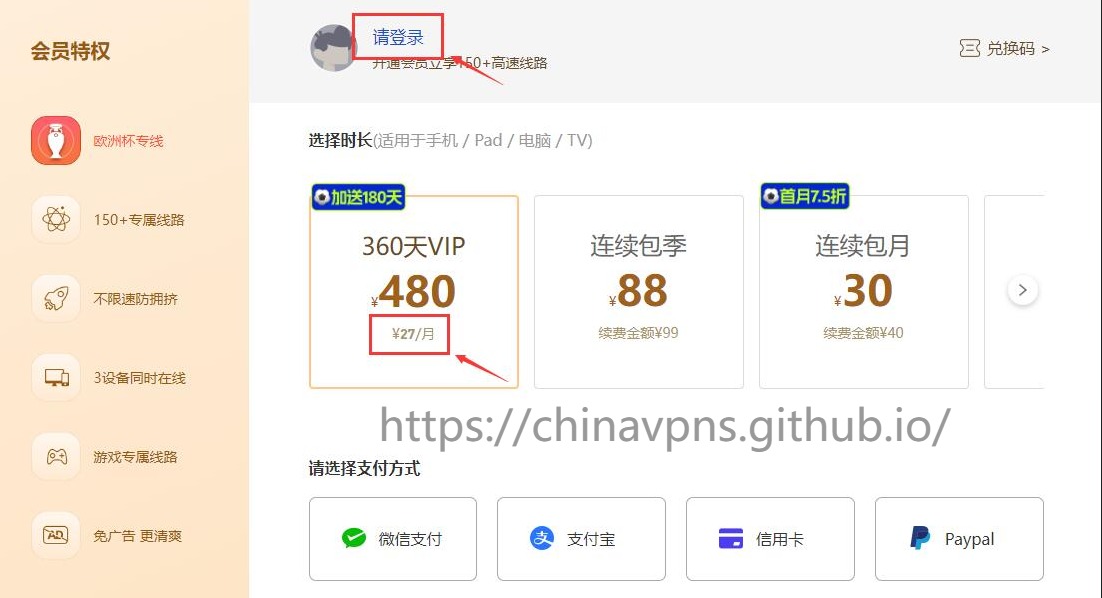 会员特权
欧洲杯专线
150+专属线路
不限速防拥挤
3设备同时在线
游戏专属线路
AD
免广告 更清爽
请登录
开通会员立享150+高速线路
兑换码 >
选择时长(适用于手机 / Pad / 电脑 / TV)
加送180天
360天VIP
¥480
¥27/月
连续包季
¥88
续费金额¥99
首月7.5折
连续包月
¥30
续费金额¥40
https://chinavpns.github.io/
请选择支付方式
微信支付
支 支付宝
信用卡
Paypal